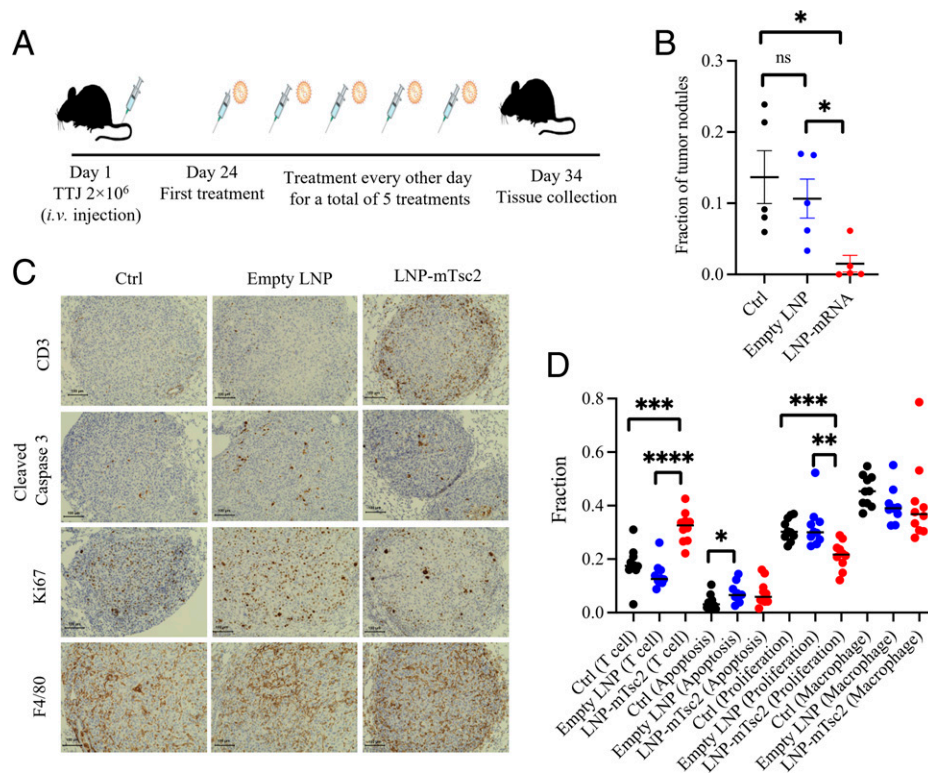 A
Day 1
TTJ 2×10⁶
(i.v. injection)
Day 24
First treatment
Treatment every other day
for a total of 5 treatments
Day 34
Tissue collection
B
*
ns
*
Fraction of tumor nodules
0.3
0.2
0.1
0.0
Ctrl
Empty LNP
LNP-mRNA
C
Ctrl
Empty LNP
LNP-mTsc2
CD3
Cleaved
Caspase 3
Ki67
F4/80
D
***
****
*
***
**
Fraction
0.8
0.6
0.4
0.2
0.0
Ctrl (T cell)
Empty LNP (T cell)
LNP-mTsc2 (T cell)
Ctrl (Apoptosis)
Empty LNP (Apoptosis)
LNP-mTsc2 (Apoptosis)
Ctrl (Proliferation)
Empty LNP (Proliferation)
LNP-mTsc2 (Proliferation)
Ctrl (Macrophage)
Empty LNP (Macrophage)
LNP-mTsc2 (Macrophage)